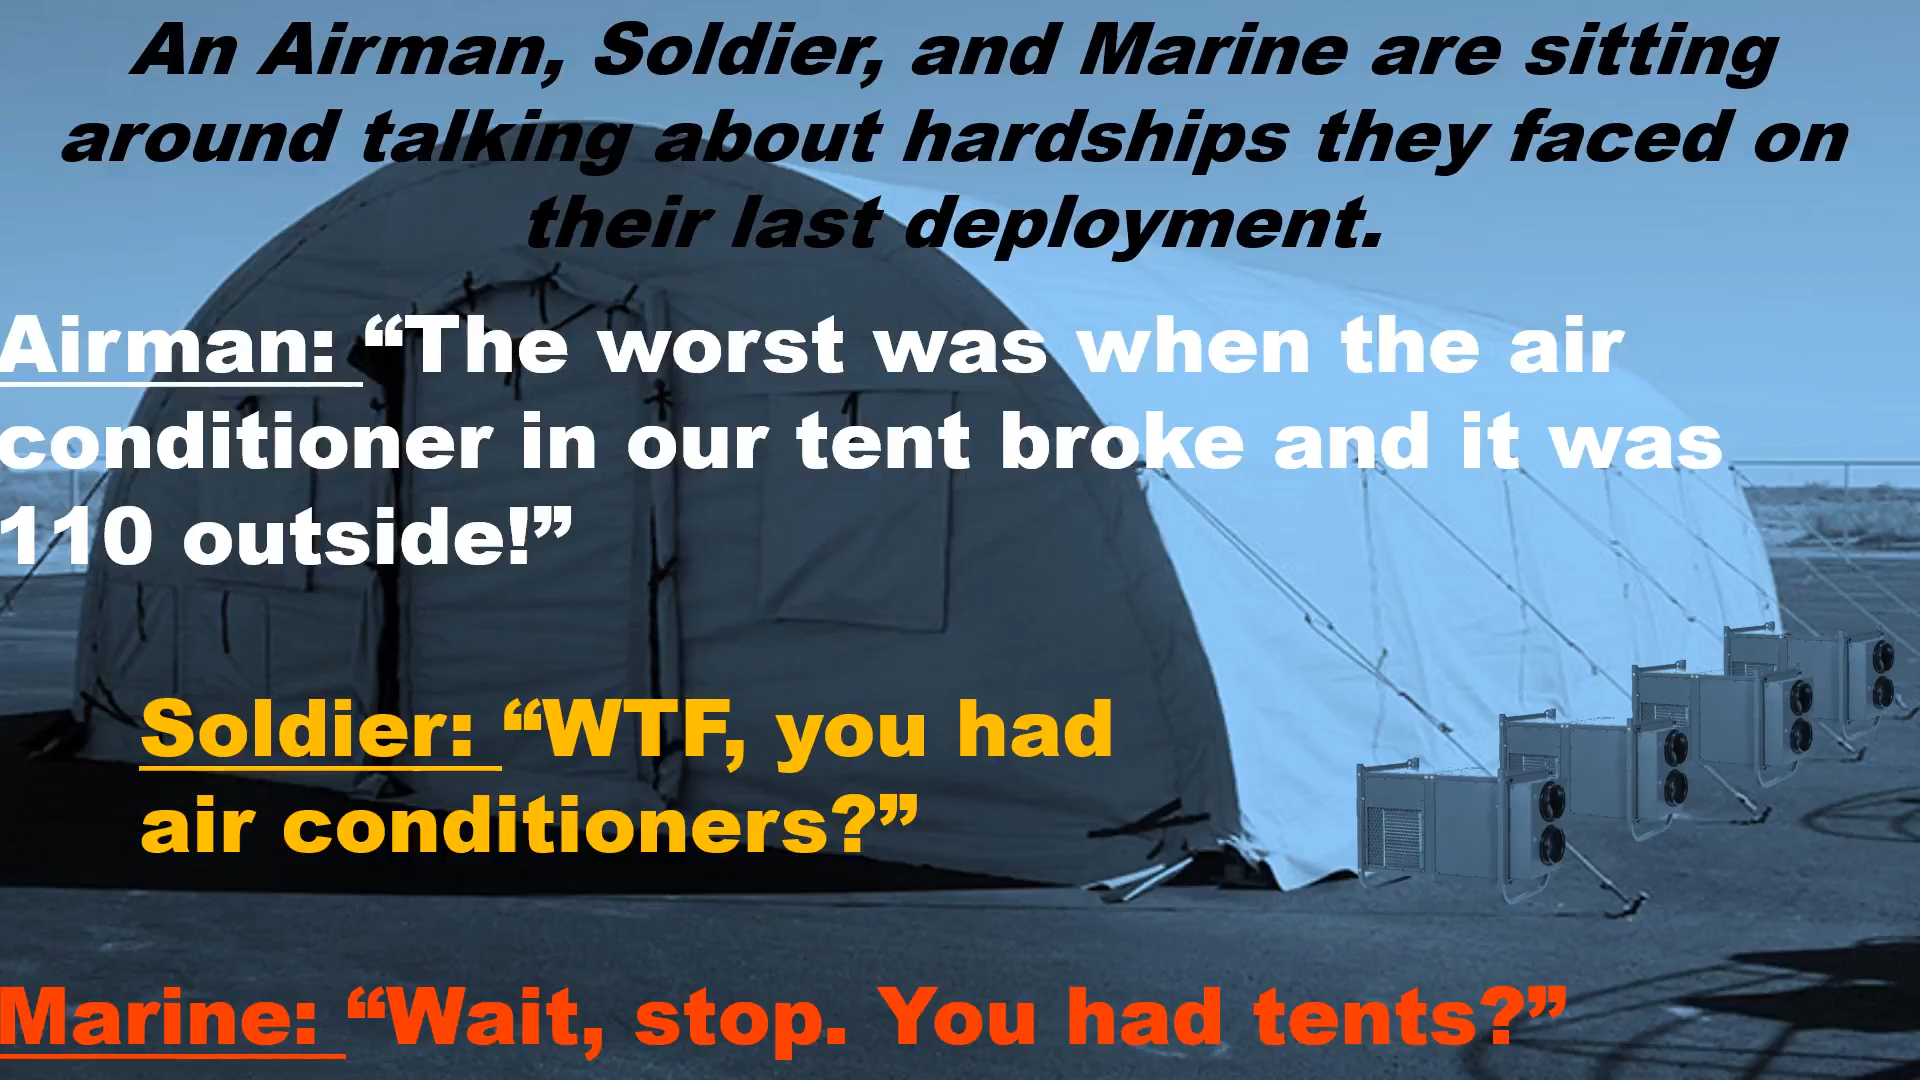 An Airman, Soldier, and Marine are sitting
around talking about hardships they faced on
their last deployment.
Airman: “The worst was when the air
conditioner in our tent broke and it was
110 outside!”
Soldier: “WTF, you had
air conditioners?”
Marine: “Wait, stop. You had tents?”